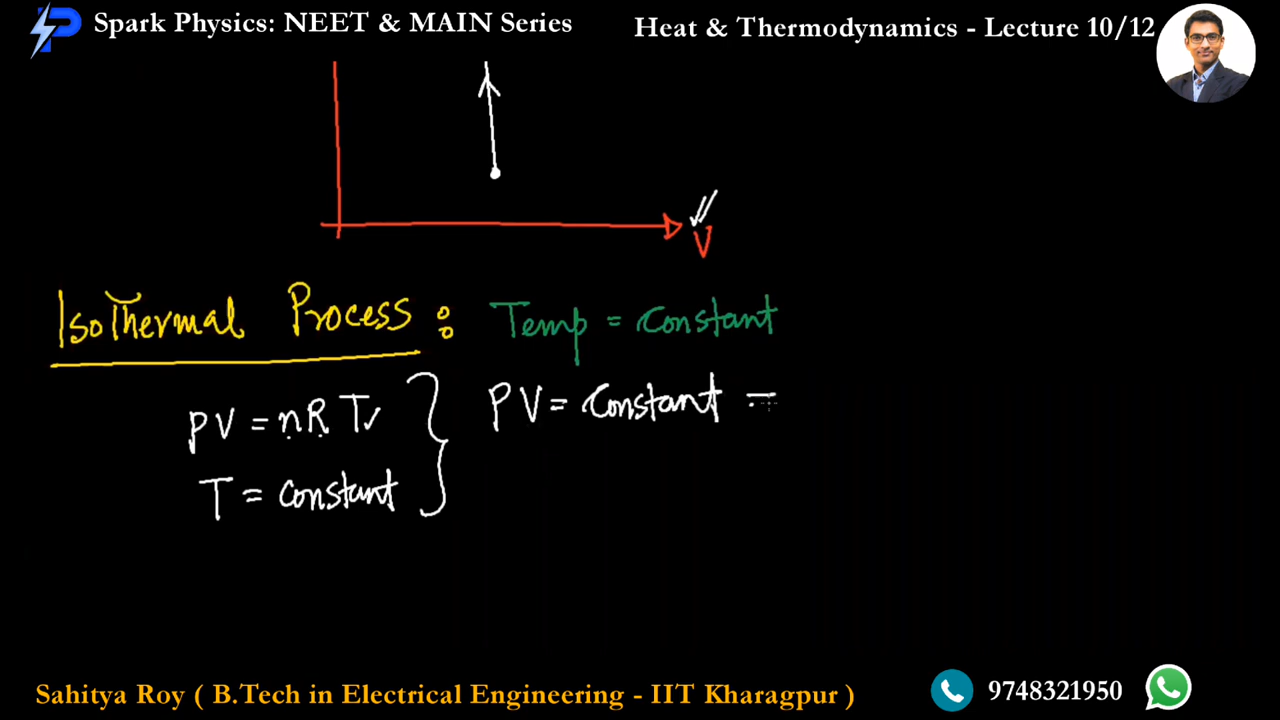 Spark Physics: NEET & MAIN Series
Heat & Thermodynamics - Lecture 10/12
V
IsoThermal Process : Temp = Constant
PV = nRT } PV = Constant =
T = constant
Sahitya Roy ( B.Tech in Electrical Engineering - IIT Kharagpur )
9748321950